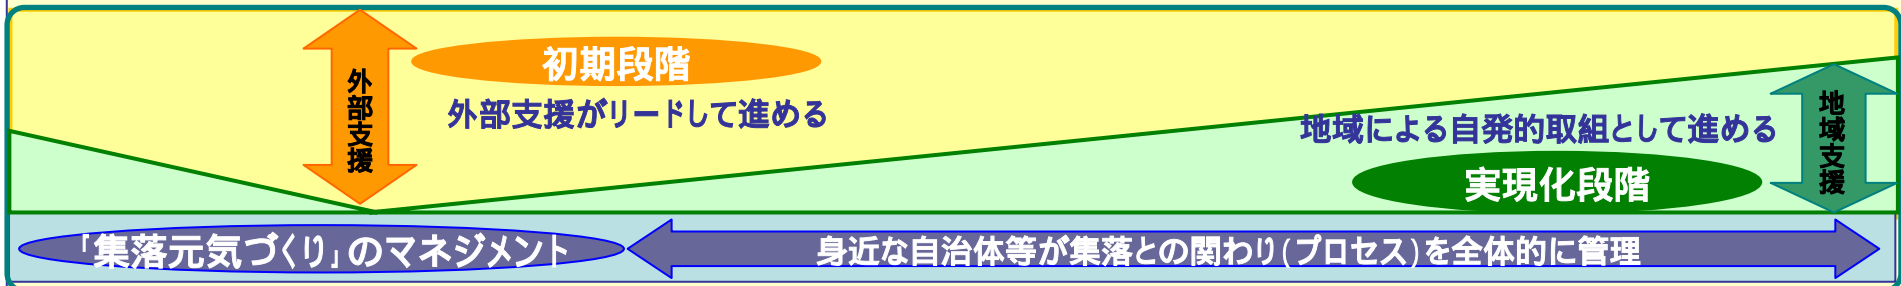 初期段階
外部支援
外部支援がリードして進める
地域支援
地域による自発的取組として進める
実現化段階
「集落元気づくり」のマネジメント
身近な自治体等が集落との関わり(プロセス)を全体的に管理